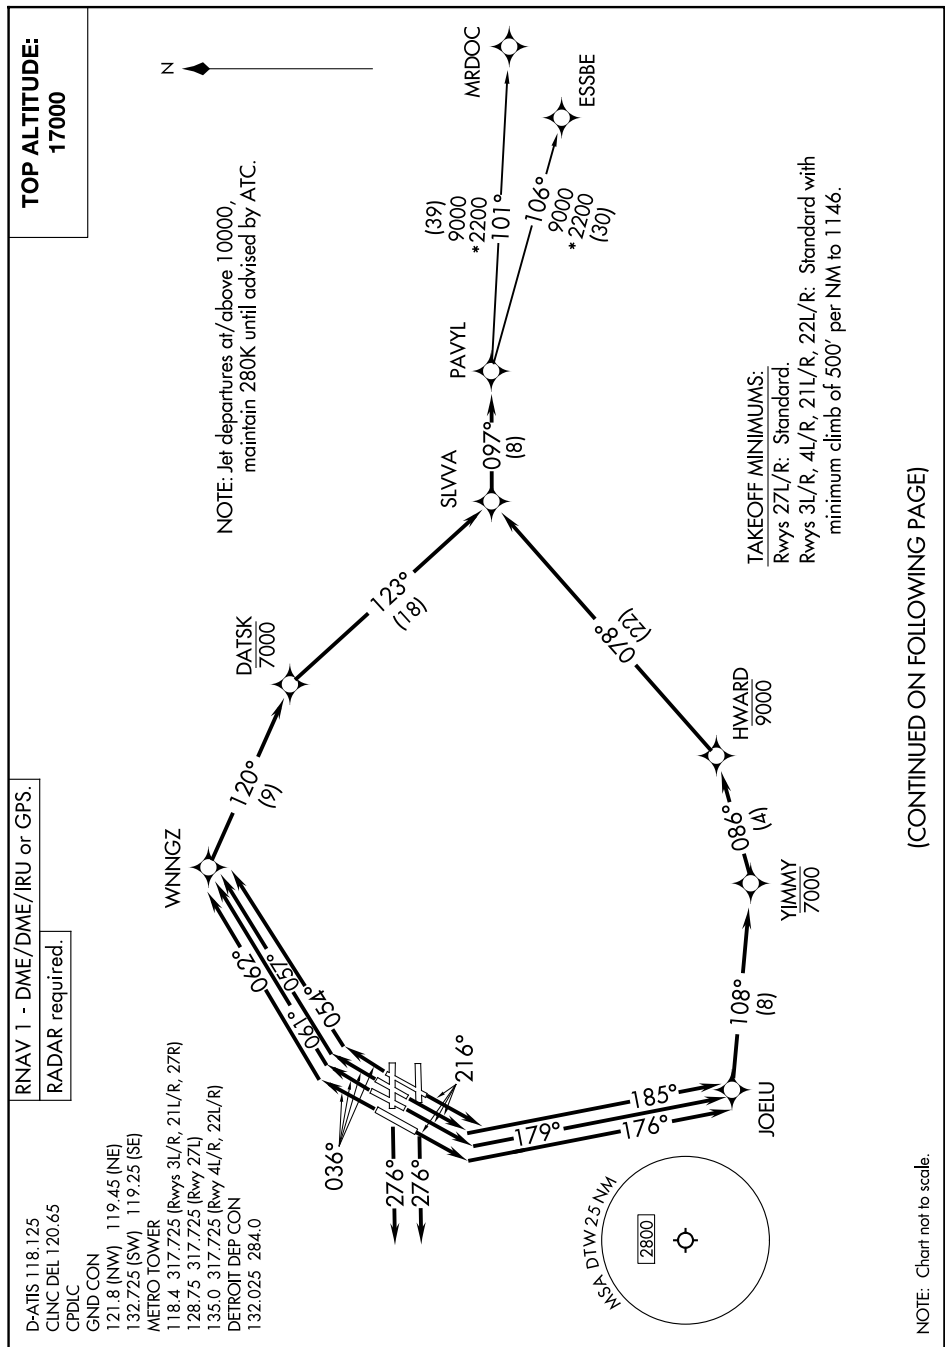 TOP ALTITUDE:
17000
RNAV 1 - DME/DME/IRU or GPS.
RADAR required.
D-ATIS 118.125
CLNC DEL 120.65
CPDLC
GND CON
121.8 (NW) 119.45 (NE)
132.725 (SW) 119.25 (SE)
METRO TOWER
118.4 317.725 (Rwys 3L/R, 21L/R, 27R)
128.75 317.725 (Rwy 27L)
135.0 317.725 (Rwy 4L/R, 22L/R)
DETROIT DEP CON
132.025 284.0
N
NOTE: Jet departures at/above 10000,
maintain 280K until advised by ATC.
WNNGZ
120°
(9)
DATSK
7000
123°
(18)
SLVVA
097°
(8)
PAVYL
(39)
9000
*2200
101°
MRDOC
106°
9000
*2200
(30)
ESSBE
062°
057°
061°
054°
036°
216°
276°
276°
185°
179°
176°
JOELU
108°
(8)
YIMMY
7000
086°
(4)
HWARD
9000
078°
(22)
TAKEOFF MINIMUMS:
Rwys 27L/R: Standard.
Rwys 3L/R, 4L/R, 21L/R, 22L/R: Standard with
minimum climb of 500' per NM to 1146.
MSA DTW 25 NM
2800
(CONTINUED ON FOLLOWING PAGE)
NOTE: Chart not to scale.